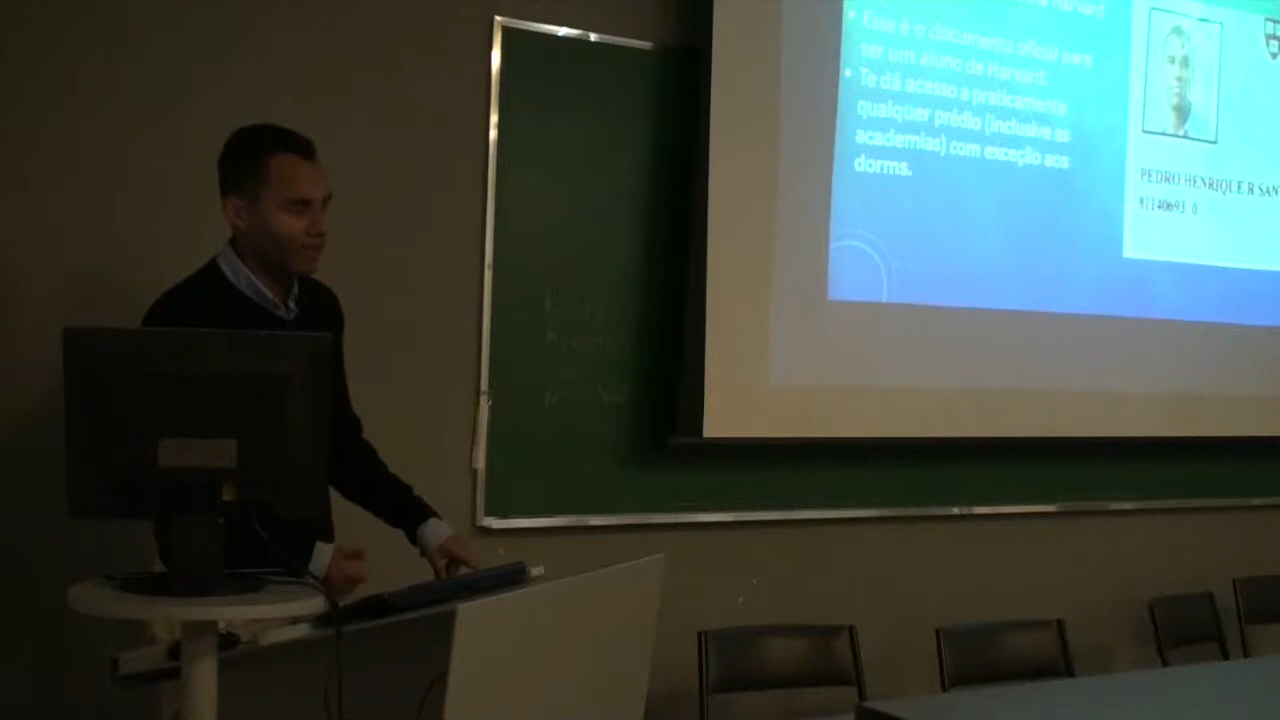 Esse é o documento oficial para
ser um aluno de Harvard.
Te dá acesso a praticamente
qualquer prédio (inclusive as
academias) com exceção aos
dorms.
PEDRO HENRIQUE R SAN